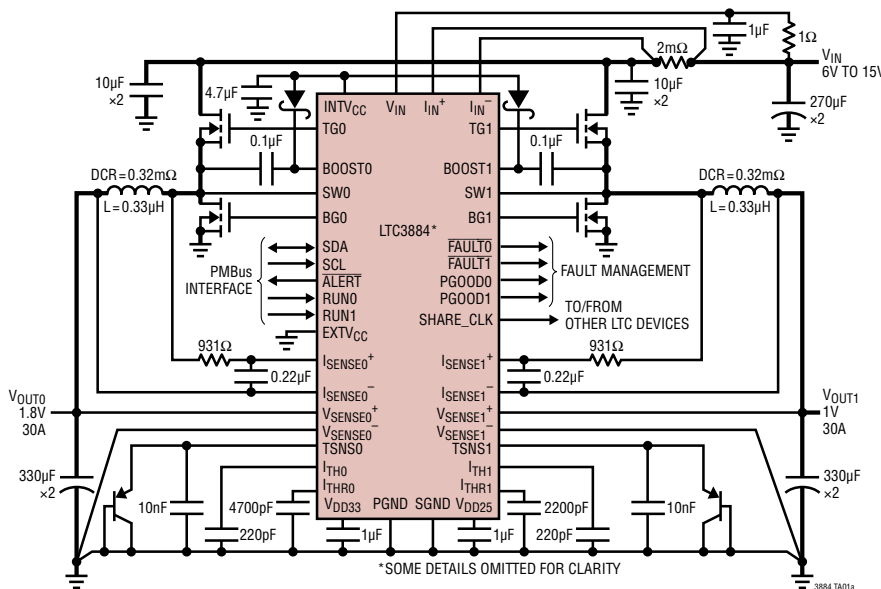 1µF
1Ω
2mΩ
V_IN
6V TO 15V
10µF
×2
4.7µF
10µF
×2
270µF
×2
INTV_CC
V_IN
I_IN⁺
I_IN⁻
TG0
TG1
0.1µF
0.1µF
BOOST0
BOOST1
DCR = 0.32mΩ
SW0
SW1
DCR = 0.32mΩ
L = 0.33µH
BG0
BG1
L = 0.33µH
LTC3884*
PMBus
INTERFACE
SDA
SCL
ALERT
RUN0
RUN1
EXTV_CC
FAULT0
FAULT1
PGOOD0
PGOOD1
FAULT MANAGEMENT
SHARE_CLK
TO/FROM
OTHER LTC DEVICES
931Ω
931Ω
I_SENSE0⁺
I_SENSE1⁺
0.22µF
0.22µF
I_SENSE0⁻
I_SENSE1⁻
V_OUT0
1.8V
30A
V_OUT1
1V
30A
V_SENSE0⁺
V_SENSE1⁺
V_SENSE0⁻
V_SENSE1⁻
TSNS0
TSNS1
I_TH0
I_TH1
I_THR0
I_THR1
V_DD33
PGND
SGND
V_DD25
330µF
×2
10nF
4700pF
220pF
1µF
1µF
2200pF
220pF
10nF
330µF
×2
*SOME DETAILS OMITTED FOR CLARITY
3884 TA01a